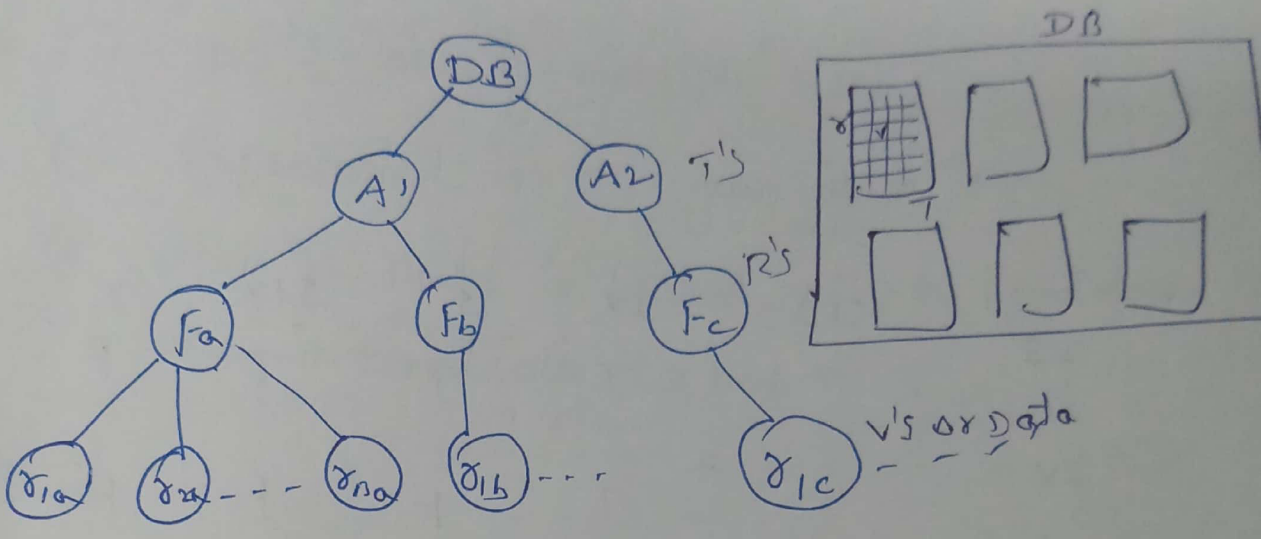 DB
DB
A1
A2
T's
r
v
T
Fa
Fb
Fc
R's
r1a
r2a
---
rna
r1b
---
r1c
v's or Data
---